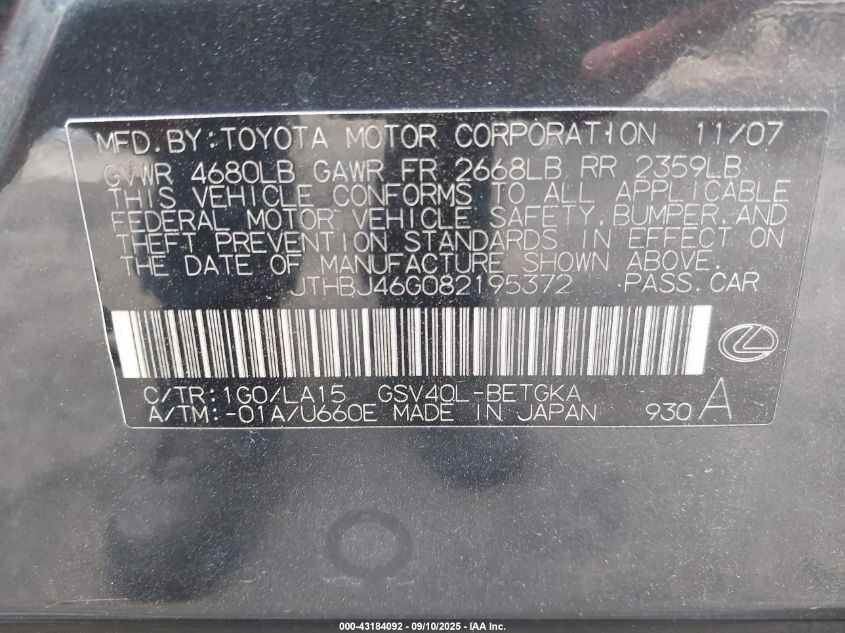 MFD. BY: TOYOTA MOTOR CORPORATION 11/07
GVWR 4680LB GAWR FR 2668LB RR 2359LB
THIS VEHICLE CONFORMS TO ALL APPLICABLE
FEDERAL MOTOR VEHICLE SAFETY, BUMPER, AND
THEFT PREVENTION STANDARDS IN EFFECT ON
THE DATE OF MANUFACTURE SHOWN ABOVE.
JTHBJ46G082195372 PASS. CAR
C/TR: 1G0/LA15 GSV40L-BETGKA
A/TM: -01A/U660E MADE IN JAPAN 930 A
000-43184092 - 09/10/2025 - IAA Inc.